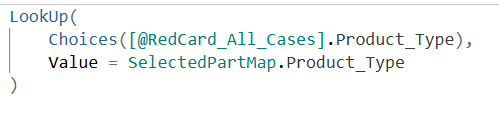 LookUp(
    Choices([@RedCard_All_Cases].Product_Type),
    Value = SelectedPartMap.Product_Type
)